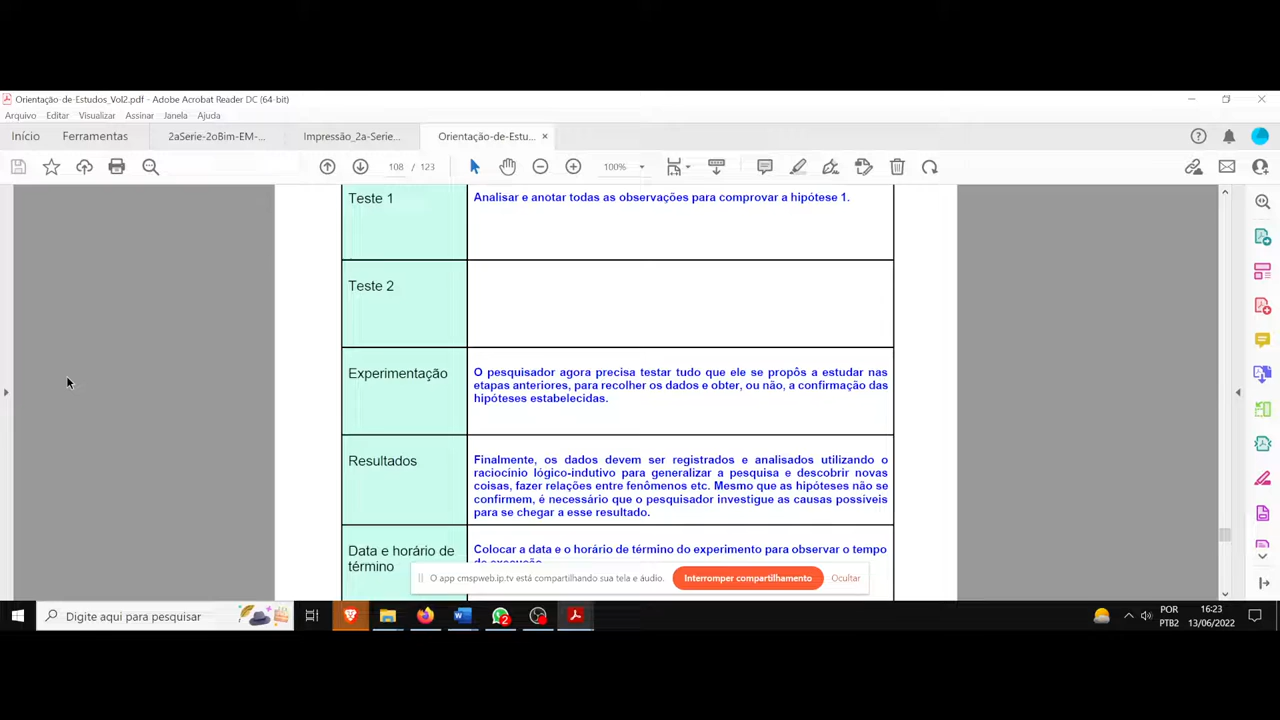 Orientação-de-Estudos_Vol2.pdf - Adobe Acrobat Reader DC (64-bit)
Arquivo Editar Visualizar Assinar Janela Ajuda
Início Ferramentas 2aSerie-2oBim-EM-... Impressão_2a-Serie... Orientação-de-Estu... ×
108 / 123 100%
Teste 1
Analisar e anotar todas as observações para comprovar a hipótese 1.
Teste 2
Experimentação
O pesquisador agora precisa testar tudo que ele se propôs a estudar nas
etapas anteriores, para recolher os dados e obter, ou não, a confirmação das
hipóteses estabelecidas.
Resultados
Finalmente, os dados devem ser registrados e analisados utilizando o
raciocínio lógico-indutivo para generalizar a pesquisa e descobrir novas
coisas, fazer relações entre fenômenos etc. Mesmo que as hipóteses não se
confirmem, é necessário que o pesquisador investigue as causas possíveis
para se chegar a esse resultado.
Data e horário de
término
Colocar a data e o horário de término do experimento para observar o tempo
O app cmspweb.ip.tv está compartilhando sua tela e áudio. Interromper compartilhamento Ocultar
Digite aqui para pesquisar
2
POR
PTB2
16:23
13/06/2022